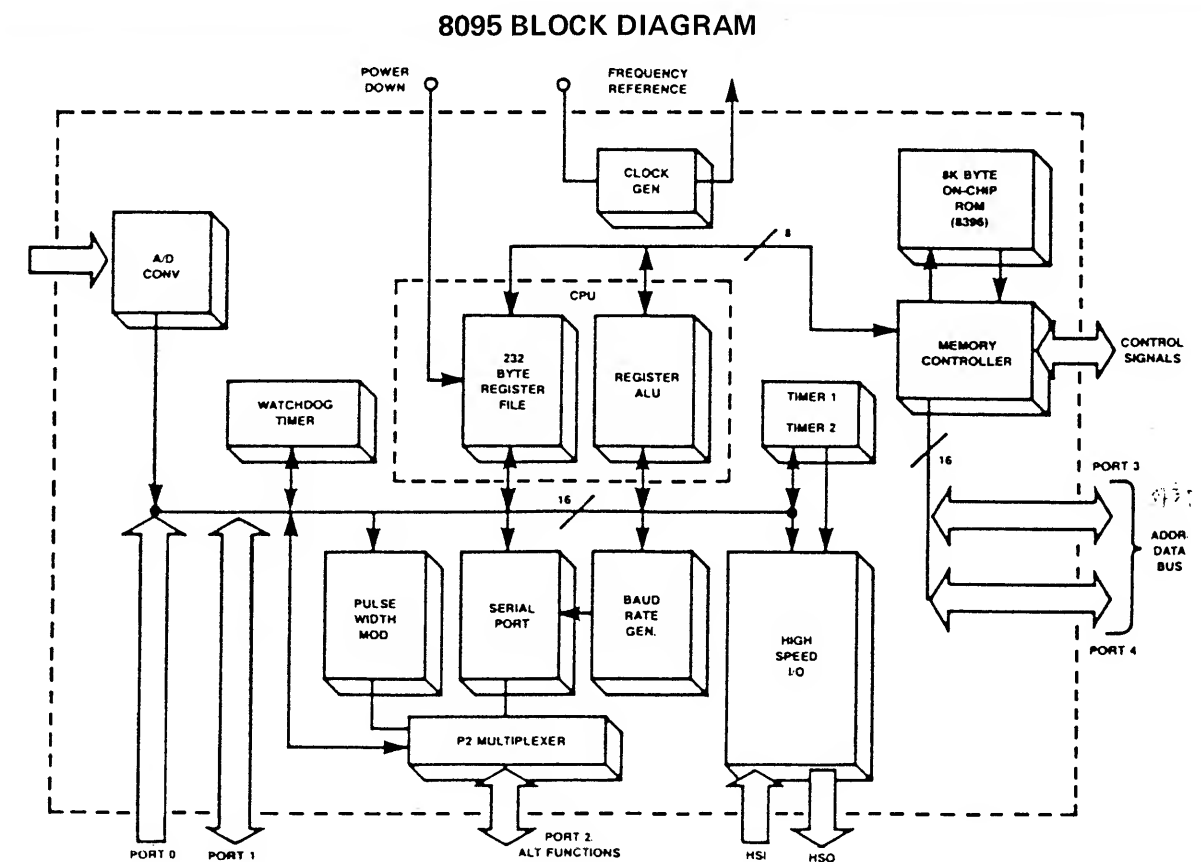 8095 BLOCK DIAGRAM
POWER
DOWN
FREQUENCY
REFERENCE
CLOCK
GEN
8K BYTE
ON-CHIP
ROM
(8396)
A/D
CONV
8
CPU
232
BYTE
REGISTER
FILE
REGISTER
ALU
MEMORY
CONTROLLER
CONTROL
SIGNALS
WATCHDOG
TIMER
TIMER 1
TIMER 2
16
16
PORT 3
ADDR
DATA
BUS
PORT 4
PULSE
WIDTH
MOD
SERIAL
PORT
BAUD
RATE
GEN.
HIGH
SPEED
I/O
P2 MULTIPLEXER
PORT 0
PORT 1
PORT 2.
ALT FUNCTIONS
HSI
HSO